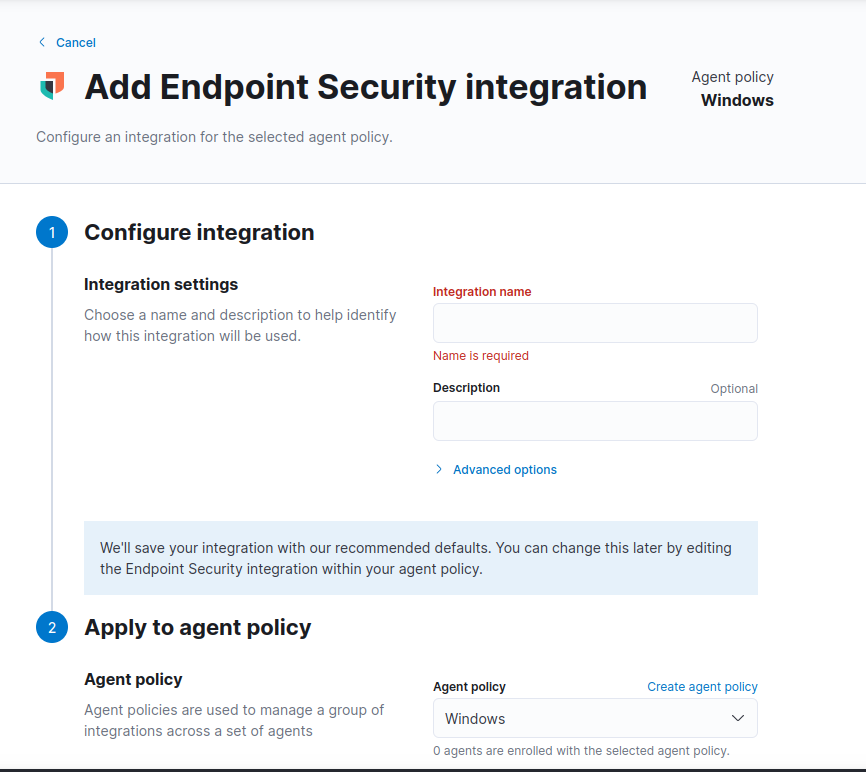 Cancel
Add Endpoint Security integration
Agent policy
Windows
Configure an integration for the selected agent policy.
1
Configure integration
Integration settings
Choose a name and description to help identify
how this integration will be used.
Integration name
Name is required
Description
Optional
Advanced options
We'll save your integration with our recommended defaults. You can change this later by editing
the Endpoint Security integration within your agent policy.
2
Apply to agent policy
Agent policy
Agent policies are used to manage a group of
integrations across a set of agents
Agent policy
Create agent policy
Windows
0 agents are enrolled with the selected agent policy.